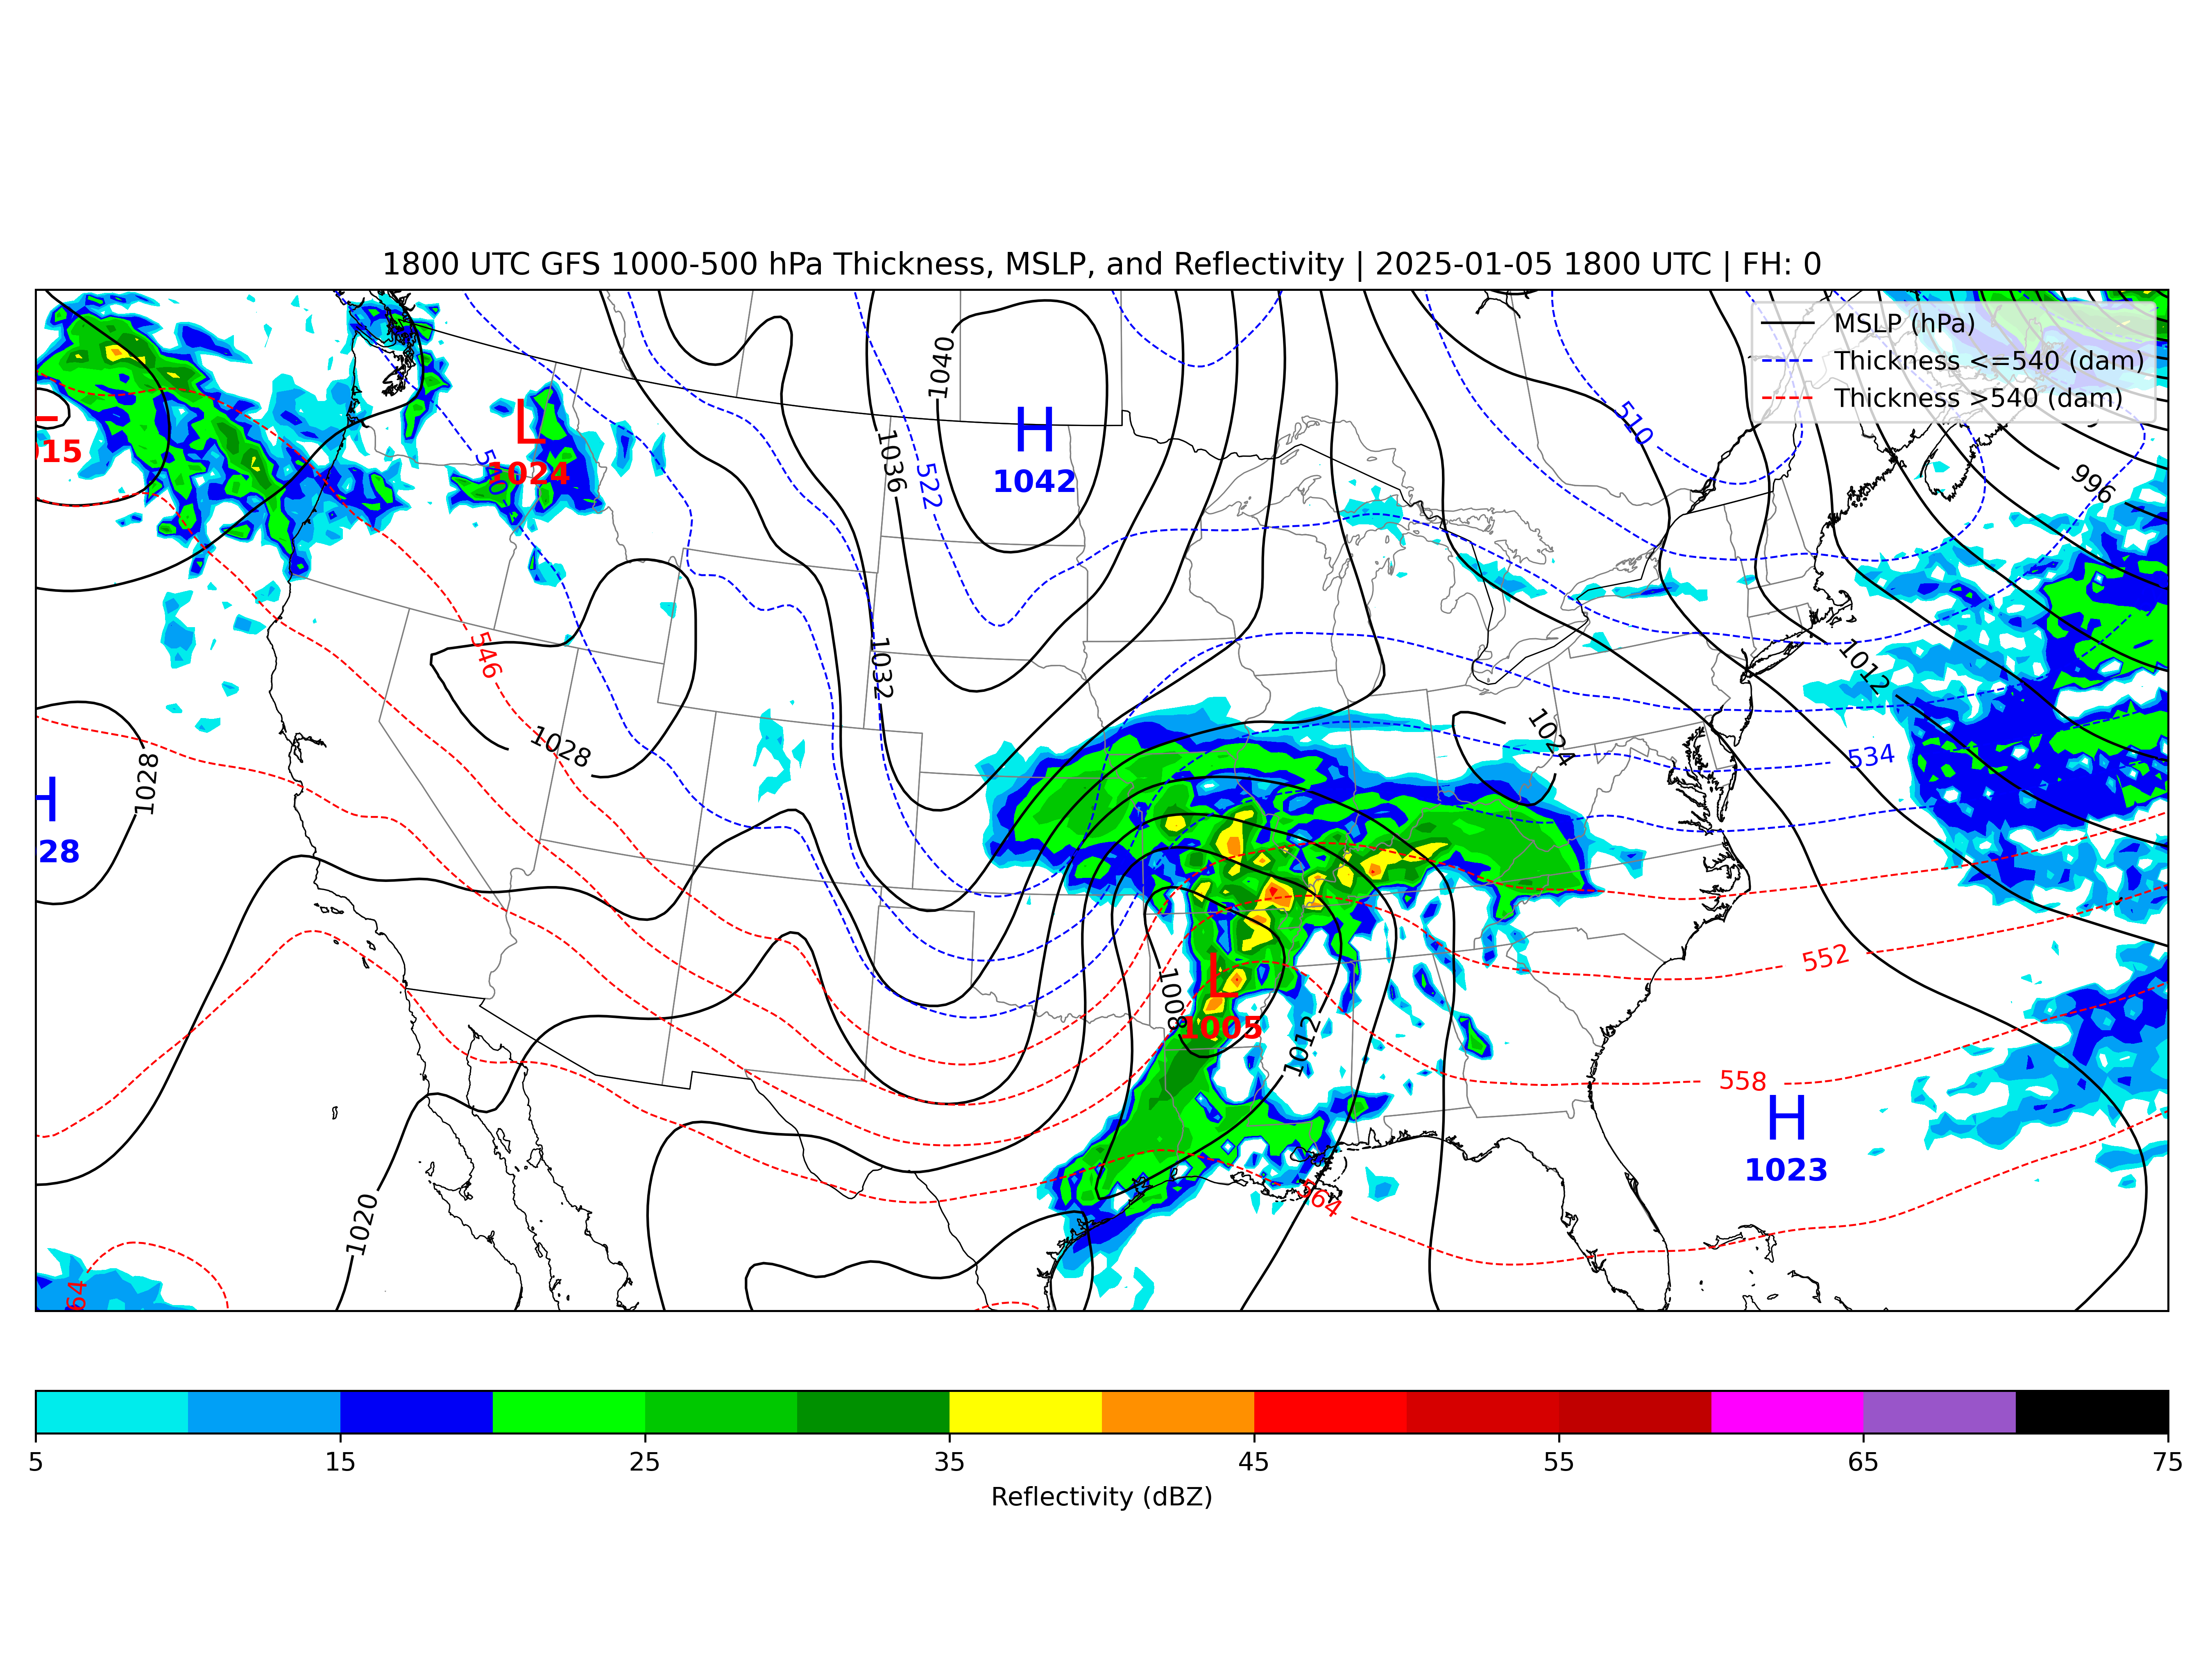 1800 UTC GFS 1000-500 hPa Thickness, MSLP, and Reflectivity | 2025-01-05 1800 UTC | FH: 0
MSLP (hPa)
Thickness <=540 (dam)
Thickness >540 (dam)
1040
510
H
1042
L
1024
015
1036
522
540
996
546
1032
1012
1028
1024
534
1028
H
28
552
L
1005
1008
1012
558
H
1023
564
1020
64
5 15 25 35 45 55 65 75
Reflectivity (dBZ)